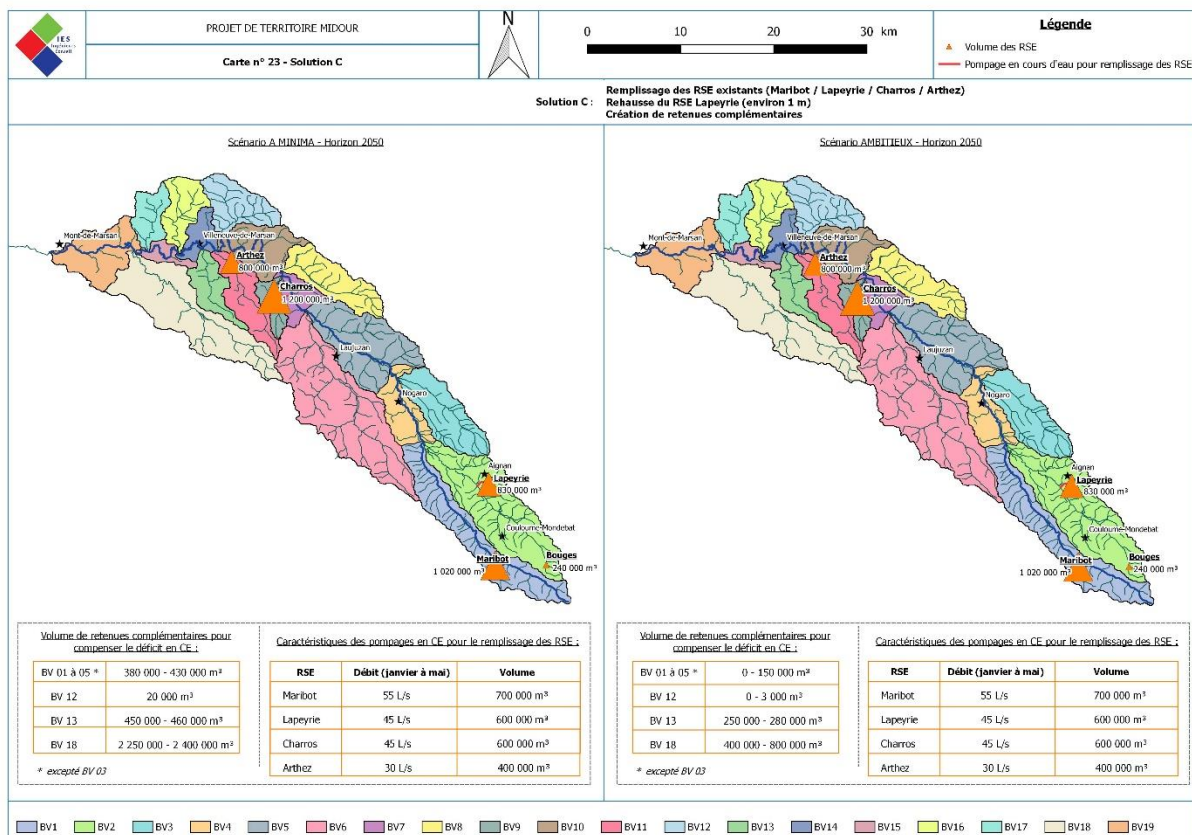 IES
Ingénieurs
Conseil
PROJET DE TERRITOIRE MIDOUR
Carte n° 23 - Solution C
N
0 10 20 30 km
Légende
Volume des RSE
Pompage en cours d'eau pour remplissage des RSE
Solution C :
Remplissage des RSE existants (Maribot / Lapeyrie / Charros / Arthez)
Rehausse du RSE Lapeyrie (environ 1 m)
Création de retenues complémentaires
Scénario A MINIMA - Horizon 2050
Mont-de-Marsan
Villeneuve-de-Marsan
Arthez
800 000 m³
Charros
1 200 000 m³
Laujuzan
Nogaro
Aignan
Lapeyrie
830 000 m³
Couloume-Mondebat
Maribot
1 020 000 m³
Bouges
240 000 m³
Volume de retenues complémentaires pour
compenser le déficit en CE :
BV 01 à 05 * 380 000 - 430 000 m³
BV 12 20 000 m³
BV 13 450 000 - 460 000 m³
BV 18 2 250 000 - 2 400 000 m³
* excepté BV 03
Caractéristiques des pompages en CE pour le remplissage des RSE :
RSE Débit (janvier à mai) Volume
Maribot 55 L/s 700 000 m³
Lapeyrie 45 L/s 600 000 m³
Charros 45 L/s 600 000 m³
Arthez 30 L/s 400 000 m³
Scénario AMBITIEUX - Horizon 2050
Mont-de-Marsan
Villeneuve-de-Marsan
Arthez
800 000 m³
Charros
1 200 000 m³
Laujuzan
Nogaro
Aignan
Lapeyrie
830 000 m³
Couloume-Mondebat
Maribot
1 020 000 m³
Bouges
240 000 m³
Volume de retenues complémentaires pour
compenser le déficit en CE :
BV 01 à 05 * 0 - 150 000 m³
BV 12 0 - 3 000 m³
BV 13 250 000 - 280 000 m³
BV 18 400 000 - 800 000 m³
* excepté BV 03
Caractéristiques des pompages en CE pour le remplissage des RSE :
RSE Débit (janvier à mai) Volume
Maribot 55 L/s 700 000 m³
Lapeyrie 45 L/s 600 000 m³
Charros 45 L/s 600 000 m³
Arthez 30 L/s 400 000 m³
BV1 BV2 BV3 BV4 BV5 BV6 BV7 BV8 BV9 BV10 BV11 BV12 BV13 BV14 BV15 BV16 BV17 BV18 BV19